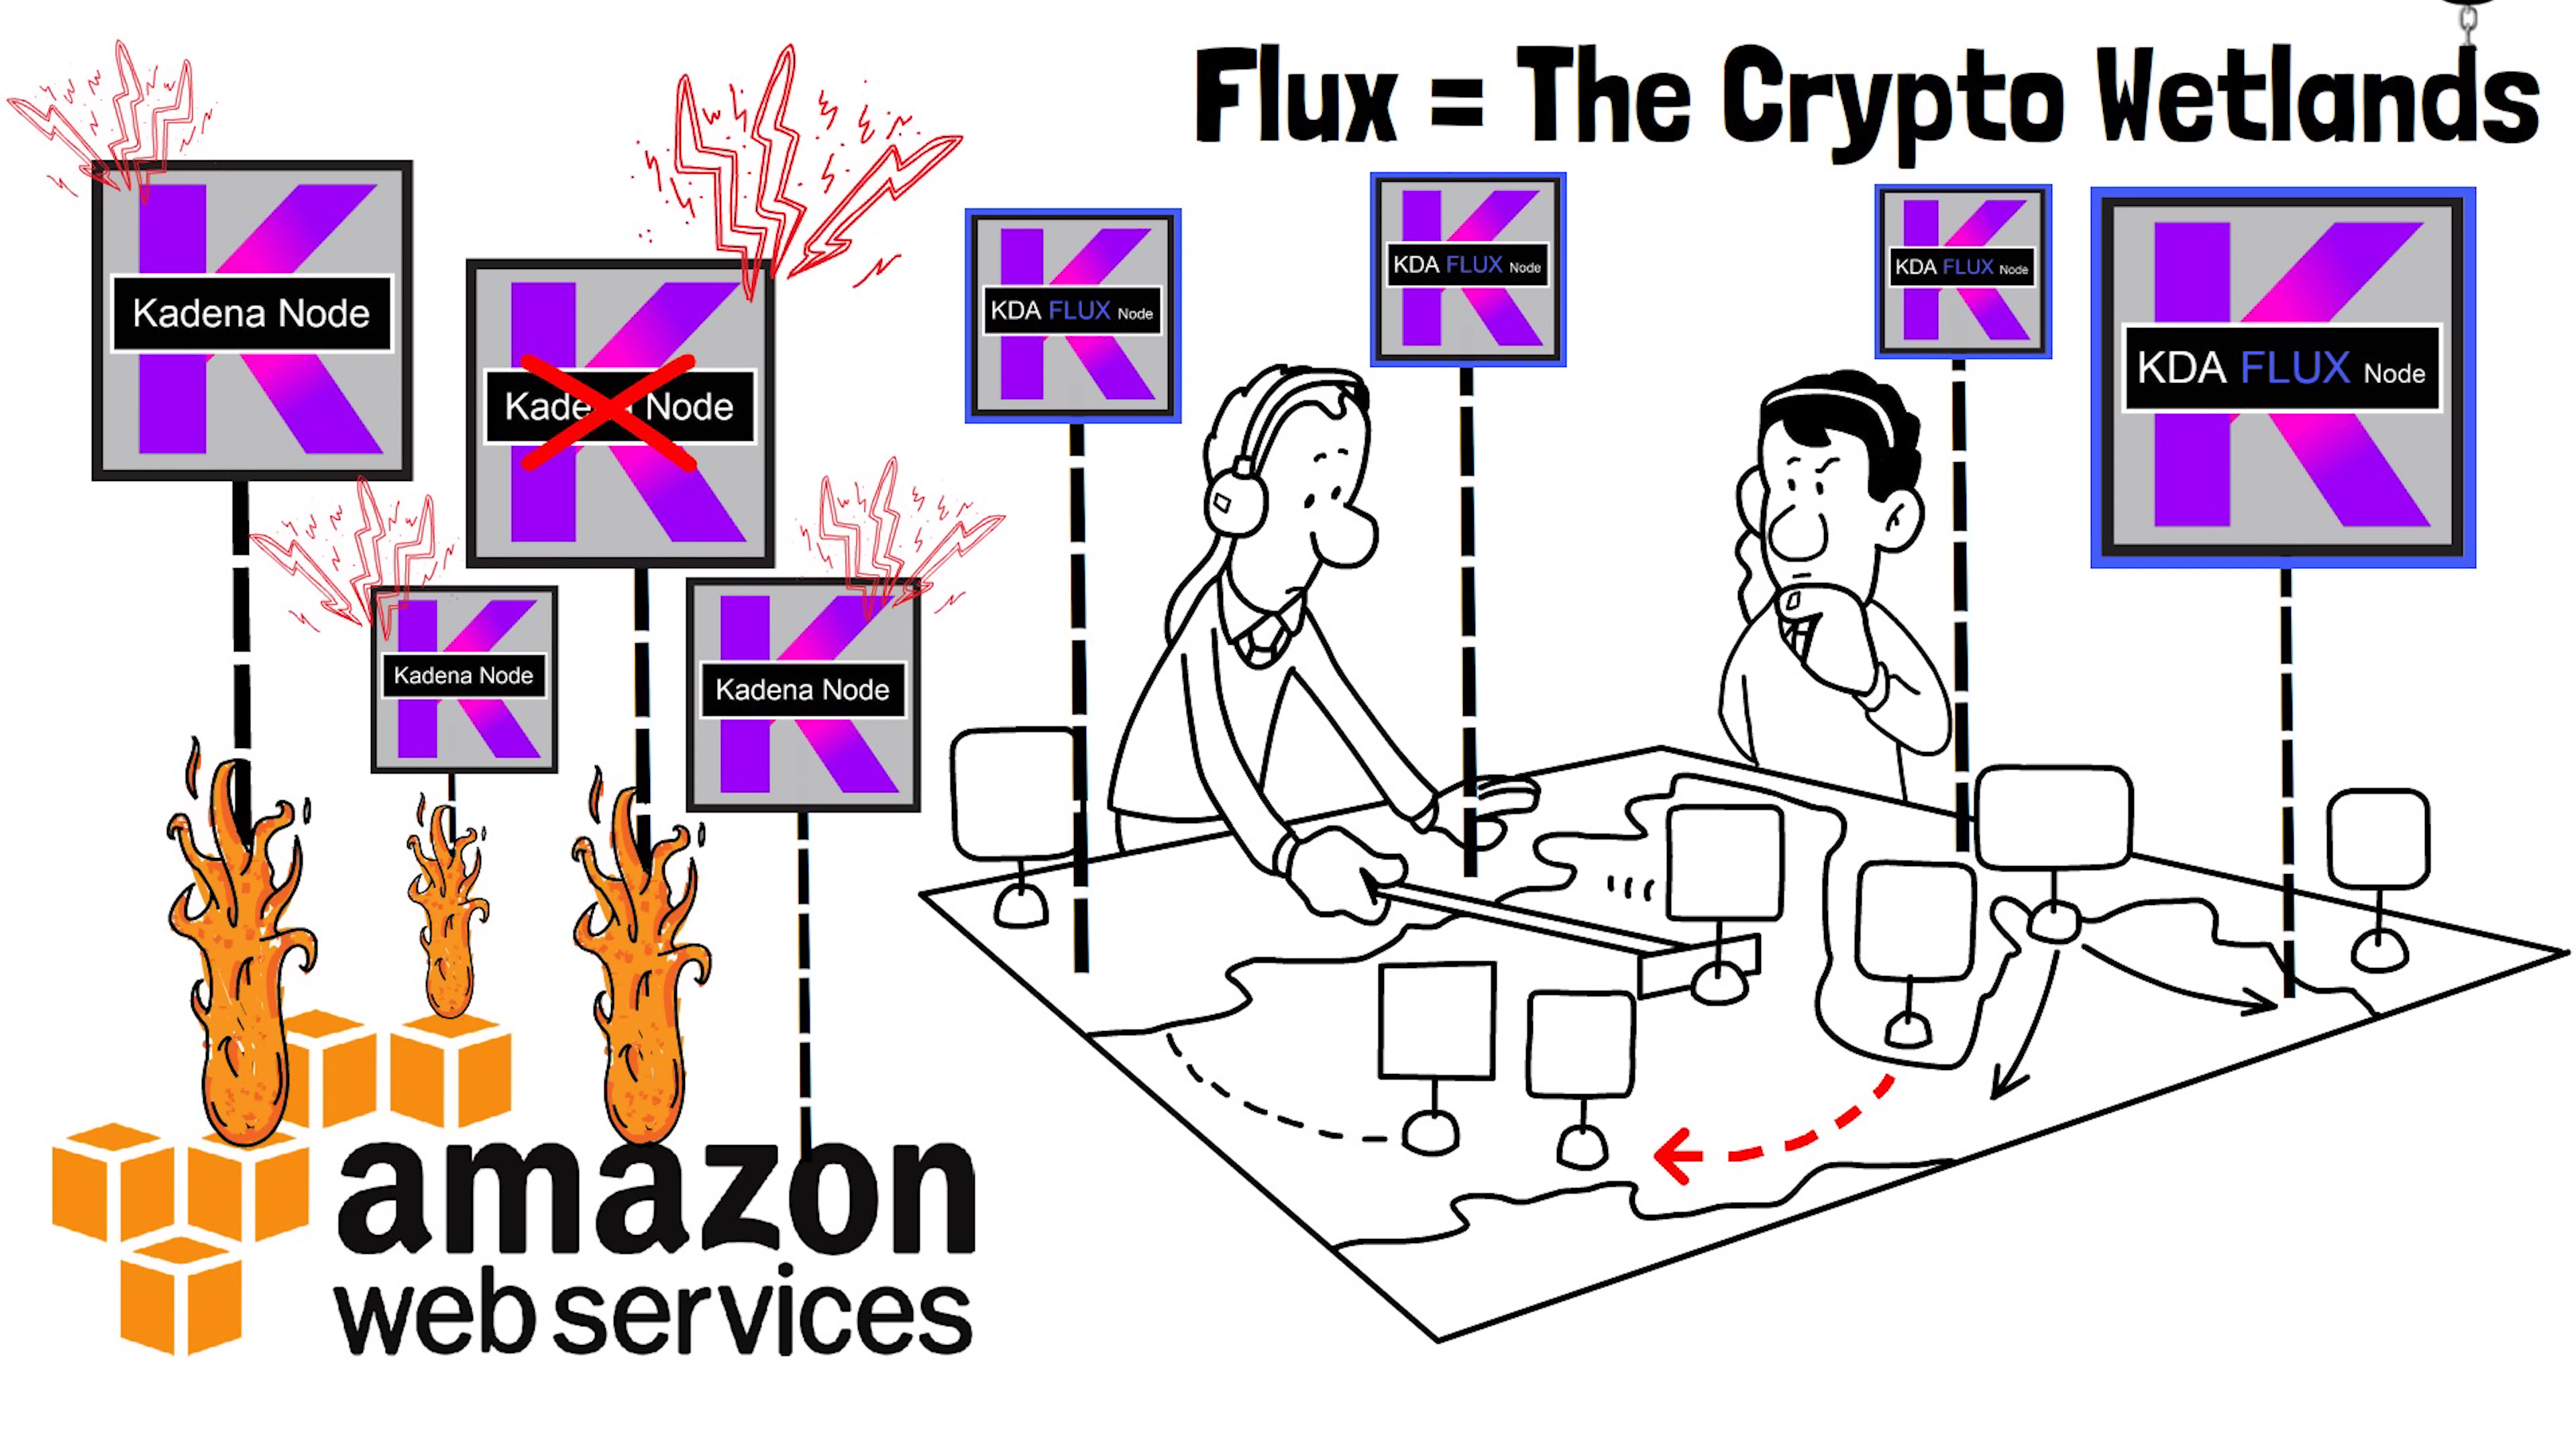 Flux = The Crypto Wetlands
Kadena Node
Kadena Node
Kadena Node
Kadena Node
KDA FLUX Node
KDA FLUX Node
KDA FLUX Node
KDA FLUX Node
amazon
web services